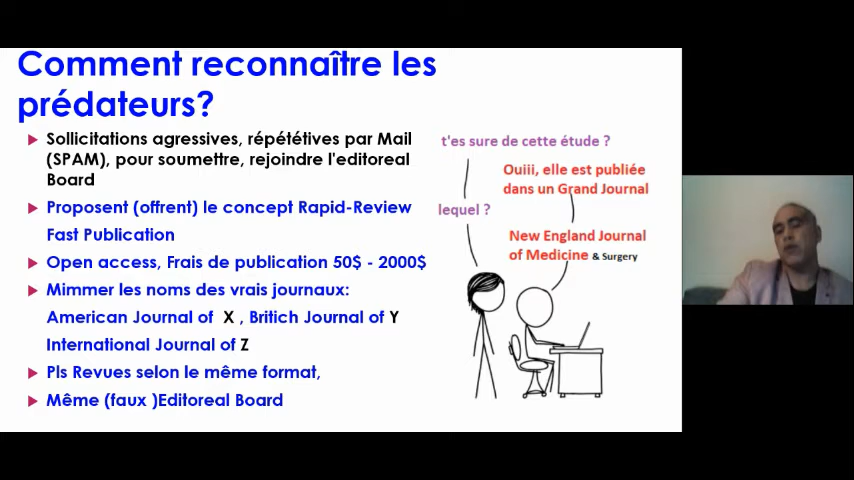 Comment reconnaître les
prédateurs?
Sollicitations agressives, répététives par Mail
(SPAM), pour soumettre, rejoindre l'editoreal
Board
Proposent (offrent) le concept Rapid-Review
Fast Publication
Open access, Frais de publication 50$ - 2000$
Mimmer les noms des vrais journaux:
American Journal of X , Britich Journal of Y
International Journal of Z
Pls Revues selon le même format,
Même (faux )Editoreal Board
t'es sure de cette étude ?
Ouiii, elle est publiée
dans un Grand Journal
lequel ?
New England Journal
of Medicine & Surgery